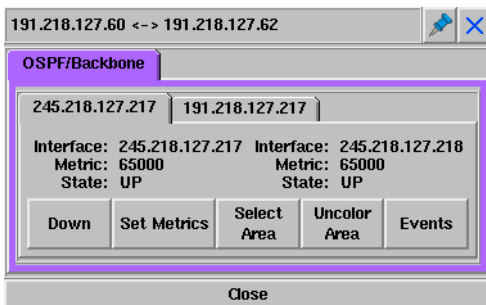 191.218.127.60 <-> 191.218.127.62
OSPF/Backbone
245.218.127.217 191.218.127.217
Interface: 245.218.127.217 Interface: 245.218.127.218
Metric: 65000 Metric: 65000
State: UP State: UP
Down Set Metrics Select Area Uncolor Area Events
Close